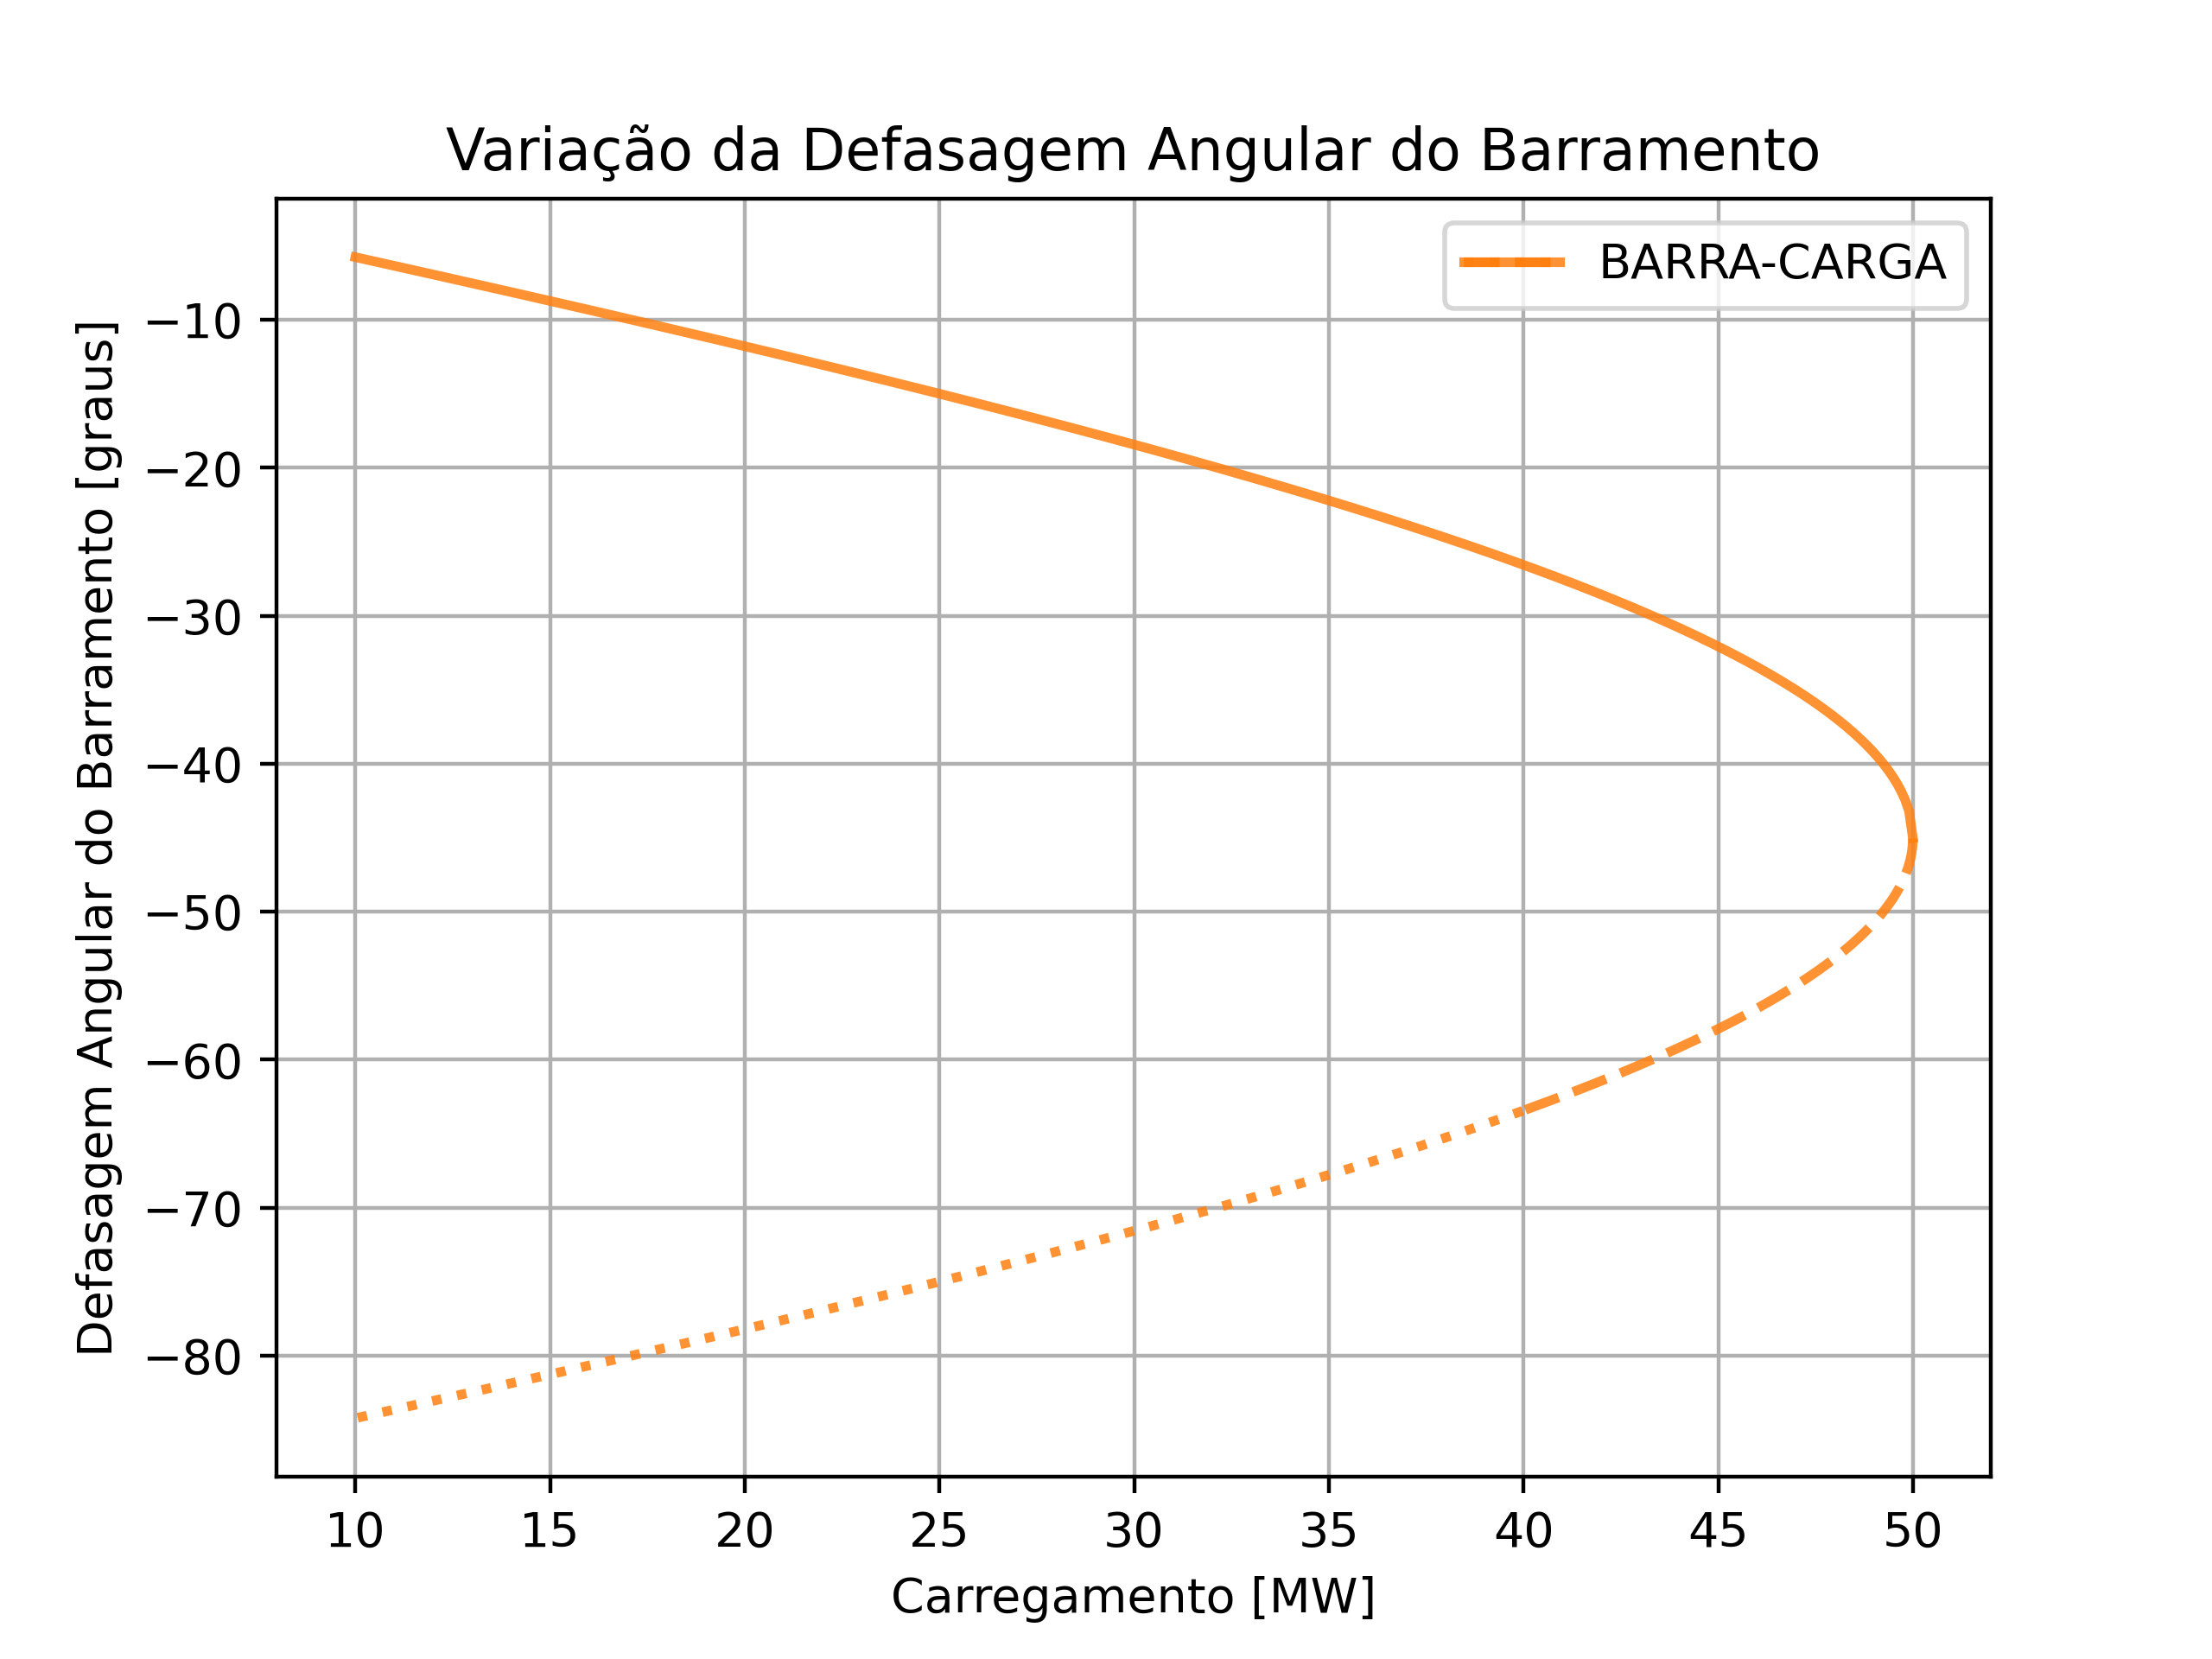 Variação da Defasagem Angular do Barramento
BARRA-CARGA
Defasagem Angular do Barramento [graus]
−10
−20
−30
−40
−50
−60
−70
−80
10 15 20 25 30 35 40 45 50
Carregamento [MW]